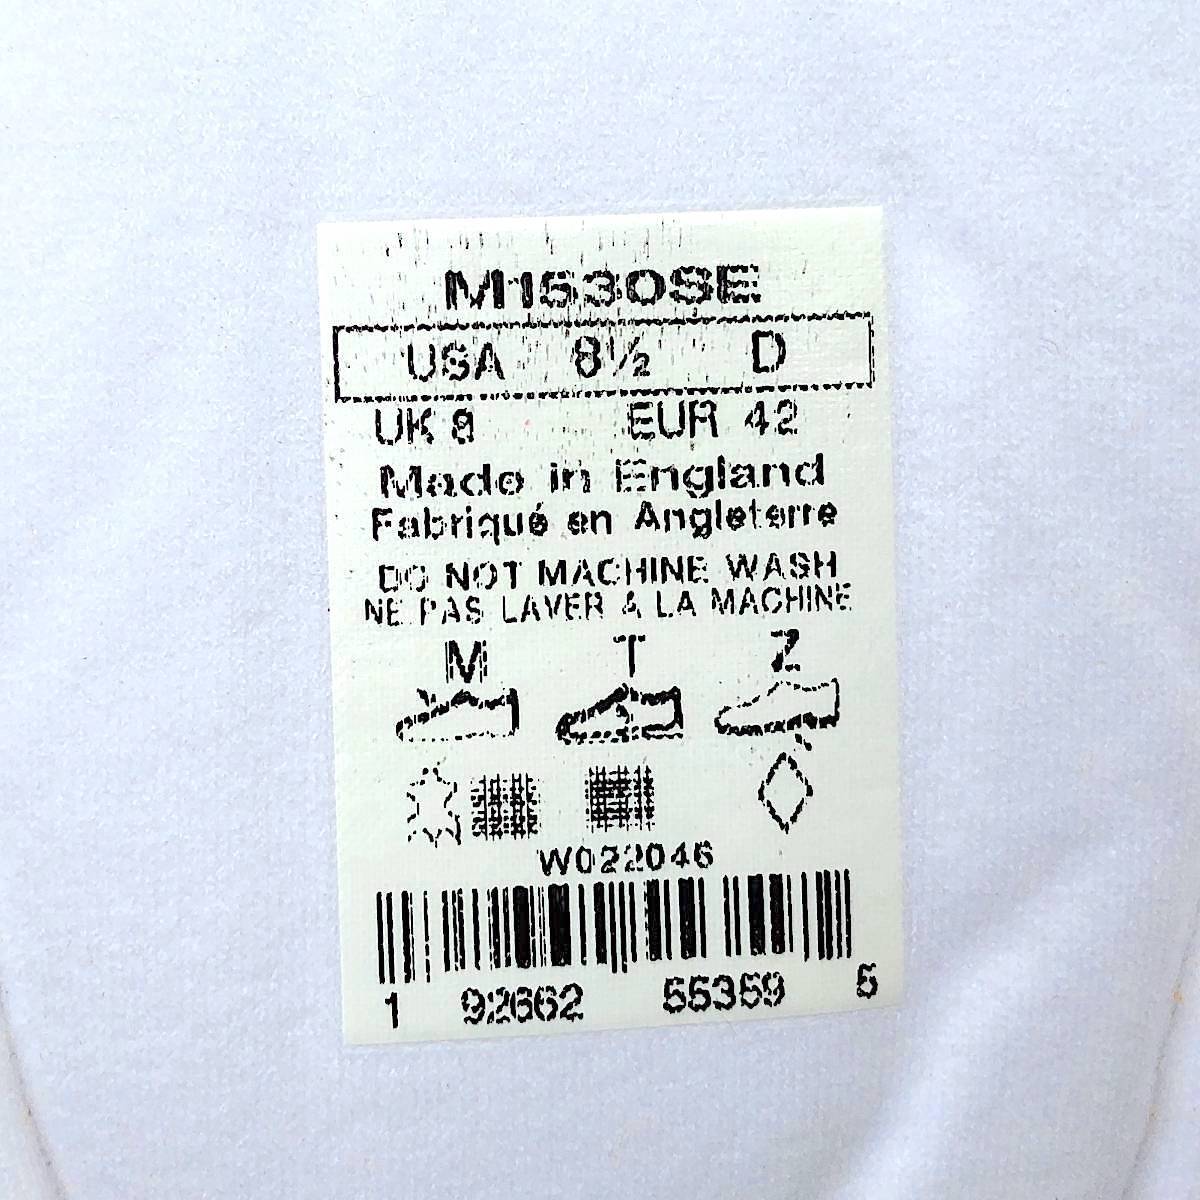 M1530SE
USA 8½ D
UK 8 EUR 42
Made in England
Fabriqué en Angleterre
DO NOT MACHINE WASH
NE PAS LAVER A LA MACHINE
M T Z
W022046
1 92662 55359 5